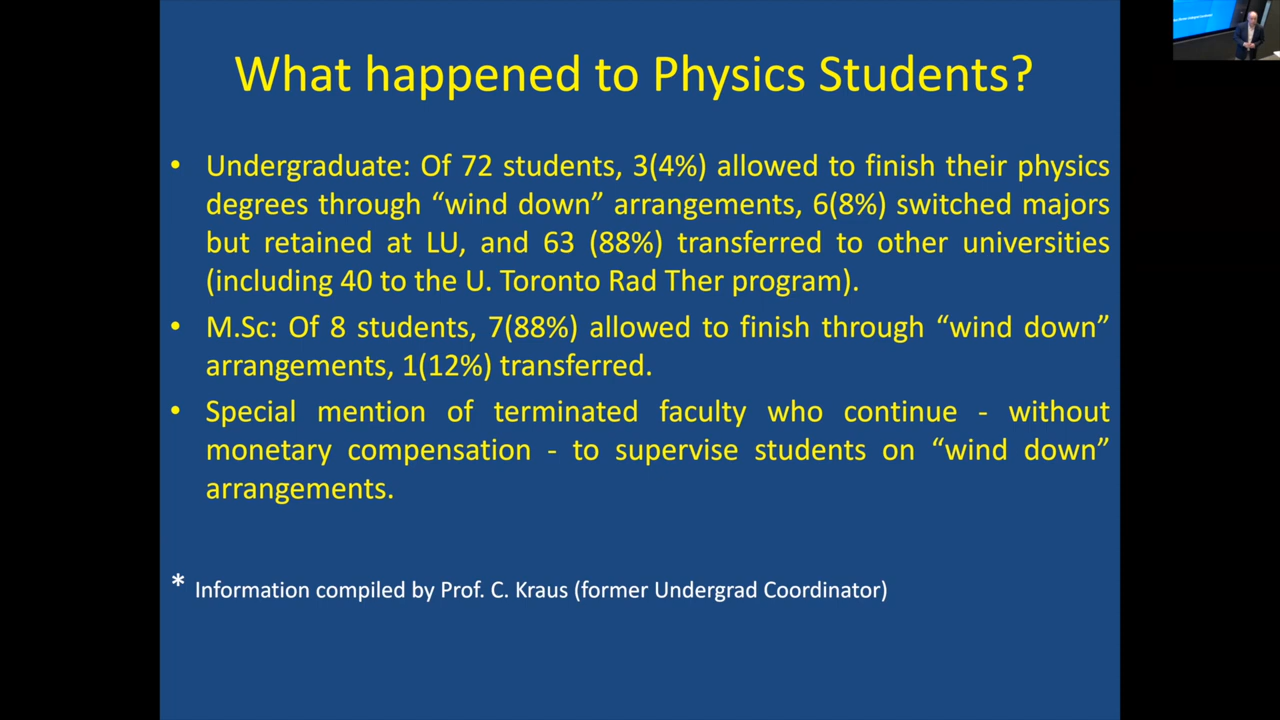 What happened to Physics Students?
• Undergraduate: Of 72 students, 3(4%) allowed to finish their physics
degrees through “wind down” arrangements, 6(8%) switched majors
but retained at LU, and 63 (88%) transferred to other universities
(including 40 to the U. Toronto Rad Ther program).
• M.Sc: Of 8 students, 7(88%) allowed to finish through “wind down”
arrangements, 1(12%) transferred.
• Special mention of terminated faculty who continue - without
monetary compensation - to supervise students on “wind down”
arrangements.
* Information compiled by Prof. C. Kraus (former Undergrad Coordinator)